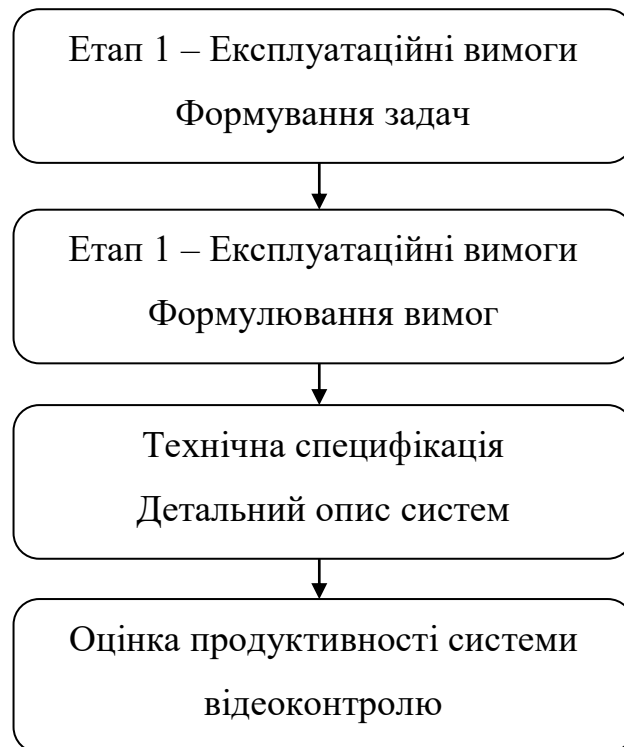 Етап 1 – Експлуатаційні вимоги
Формування задач
Етап 1 – Експлуатаційні вимоги
Формулювання вимог
Технічна специфікація
Детальний опис систем
Оцінка продуктивності системи
відеоконтролю